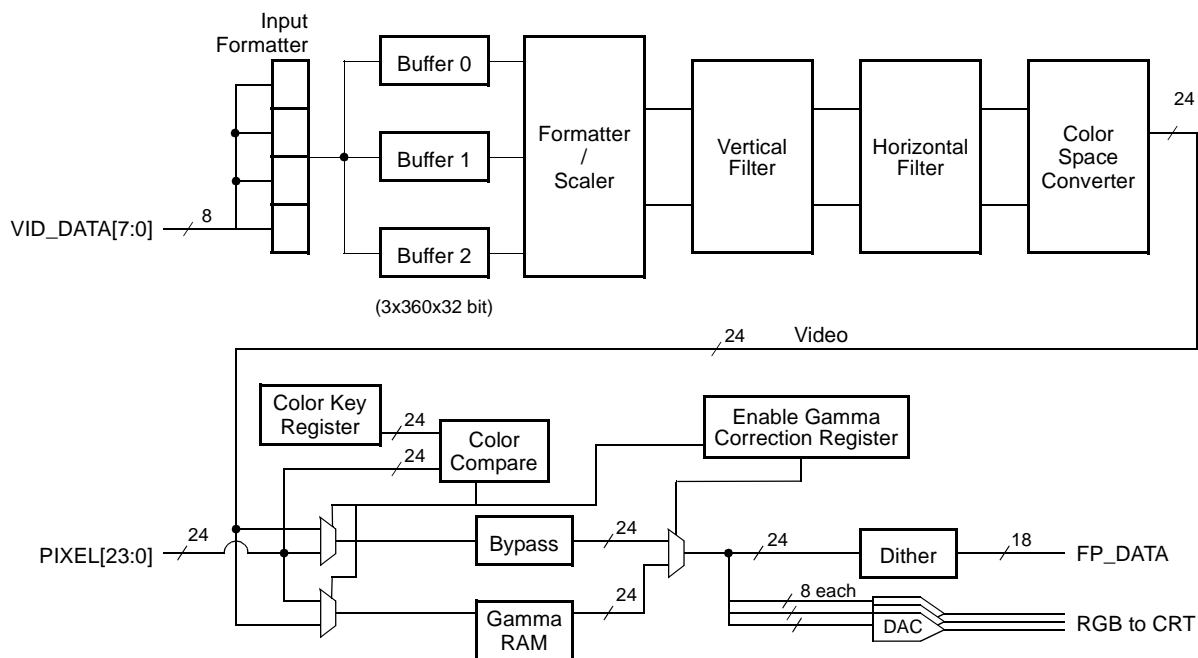 Input
Formatter
Buffer 0
Buffer 1
Buffer 2
(3x360x32 bit)
Formatter
/
Scaler
Vertical
Filter
Horizontal
Filter
Color
Space
Converter
24
VID_DATA[7:0]
8
24
Video
Color Key
Register
24
24
Color
Compare
Enable Gamma
Correction Register
PIXEL[23:0]
24
Bypass
24
24
Dither
18
FP_DATA
Gamma
RAM
24
8 each
DAC
RGB to CRT